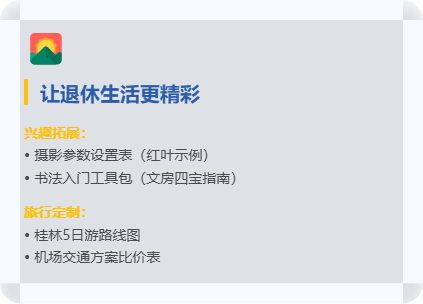 让退休生活更精彩
兴趣拓展：
• 摄影参数设置表（红叶示例）
• 书法入门工具包（文房四宝指南）
旅行定制：
• 桂林5日游路线图
• 机场交通方案比价表